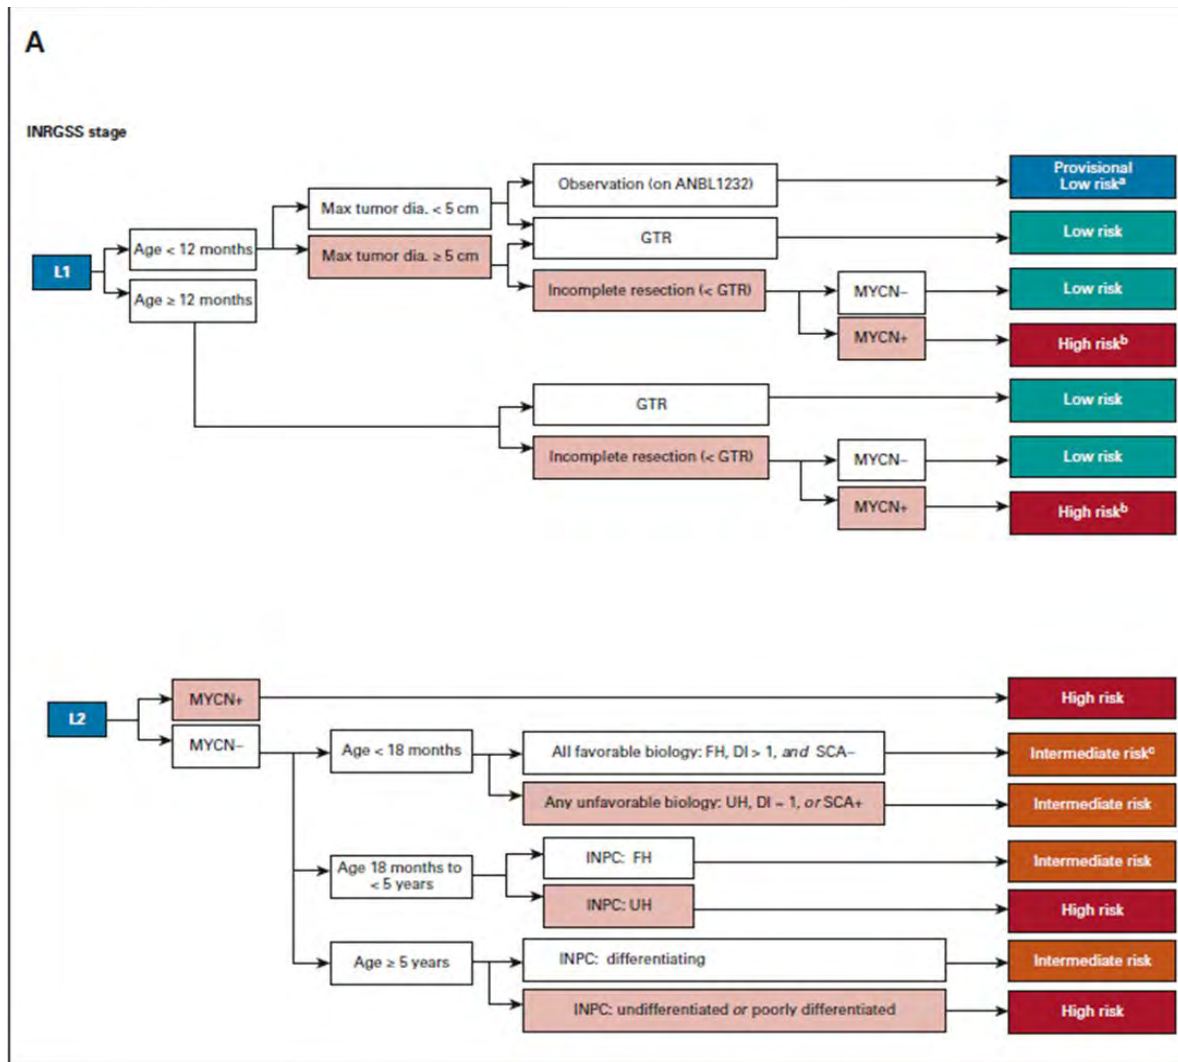 A
INRGSS stage
L1
Age < 12 months
Age ≥ 12 months
Max tumor dia. < 5 cm
Max tumor dia. ≥ 5 cm
Observation (on ANBL1232)
GTR
Incomplete resection (< GTR)
MYCN−
MYCN+
Provisional
Low riskᵃ
Low risk
Low risk
High riskᵇ
GTR
Incomplete resection (< GTR)
MYCN−
MYCN+
Low risk
Low risk
High riskᵇ
L2
MYCN+
MYCN−
High risk
Age < 18 months
All favorable biology: FH, DI > 1, and SCA−
Intermediate riskᶜ
Any unfavorable biology: UH, DI = 1, or SCA+
Intermediate risk
Age 18 months to
< 5 years
INPC: FH
Intermediate risk
INPC: UH
High risk
Age ≥ 5 years
INPC: differentiating
Intermediate risk
INPC: undifferentiated or poorly differentiated
High risk